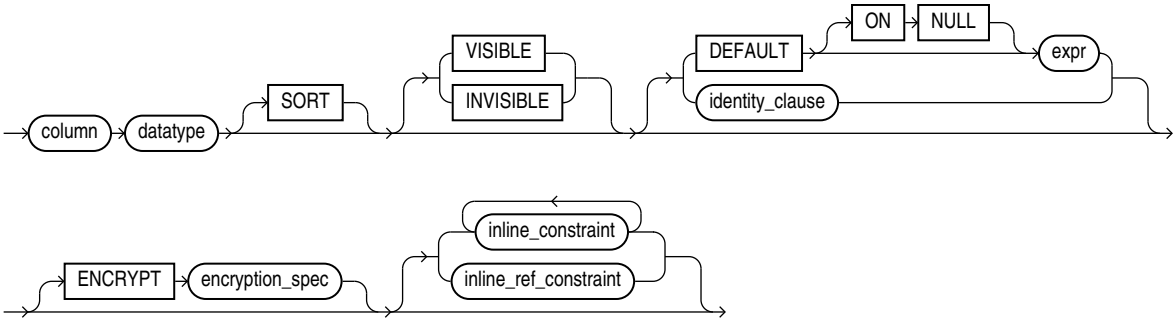 ON NULL
VISIBLE DEFAULT expr
SORT INVISIBLE identity_clause
column datatype
inline_constraint
ENCRYPT encryption_spec inline_ref_constraint